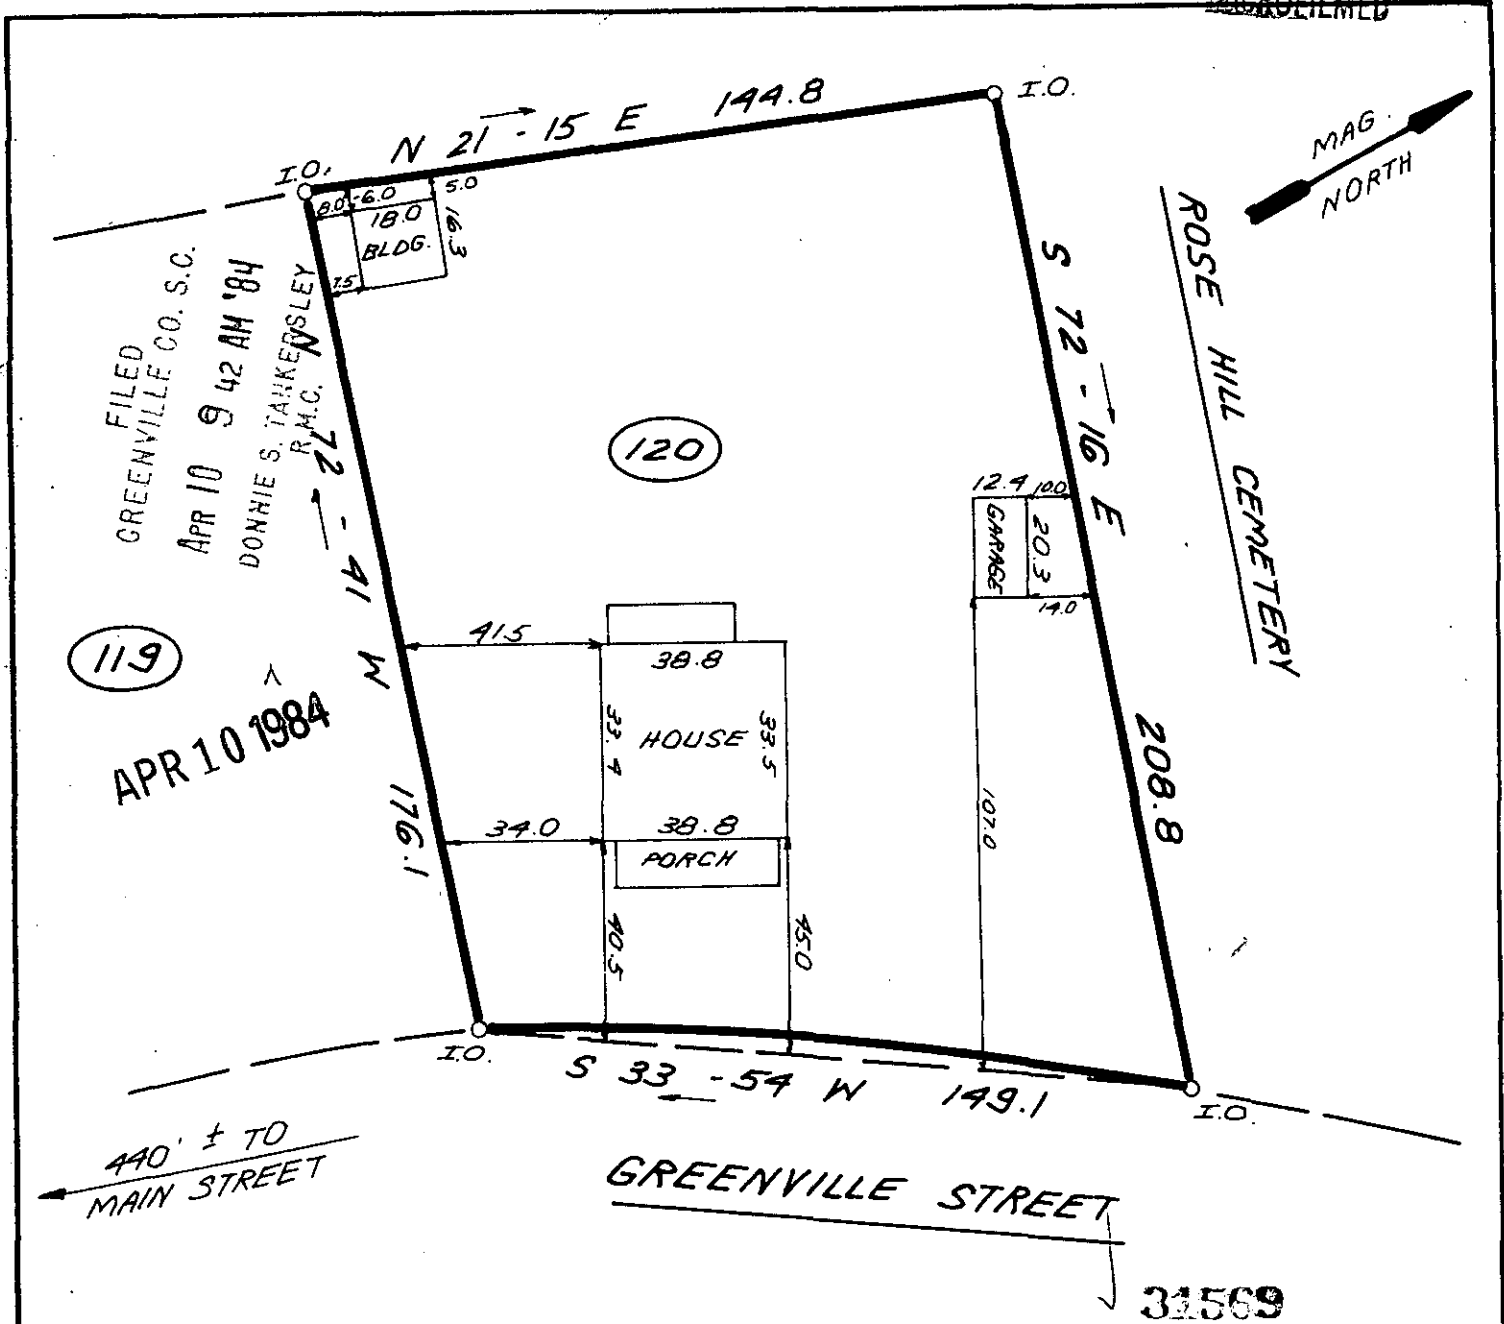 I.O.
144.8
N 21 - 15 E
I.O.
MAG.
NORTH
8.0
6.0
5.0
18.0
16.3
BLDG.
7.5
S 72 - 16 E
208.8
ROSE HILL CEMETERY
FILED
GREENVILLE CO. S.C.
APR 10 9 42 AM '84
DONNIE S. TANKERSLEY
R.M.C.
N 72 - 41 W
176.1
120
12.4
10.0
GARAGE
20.3
14.0
119
41.5
38.8
33.4
HOUSE
33.5
APR 10 1984
34.0
38.8
PORCH
107.0
40.5
45.0
I.O.
S 33 - 54 W 149.1
I.O.
440' ± TO
MAIN STREET
GREENVILLE STREET
31569